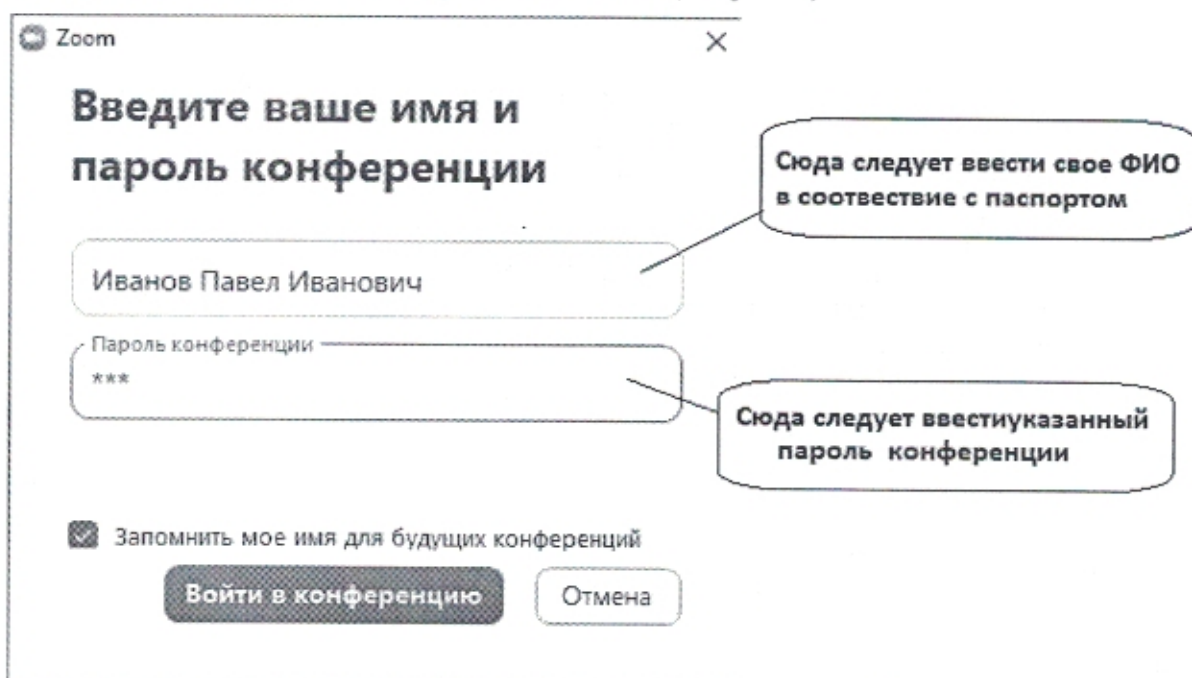 Zoom
Введите ваше имя и
пароль конференции
Сюда следует ввести свое ФИО
в соотвествие с паспортом
Иванов Павел Иванович
Пароль конференции
***
Сюда следует ввестиуказанный
пароль конференции
Запомнить мое имя для будущих конференций
Войти в конференцию
Отмена